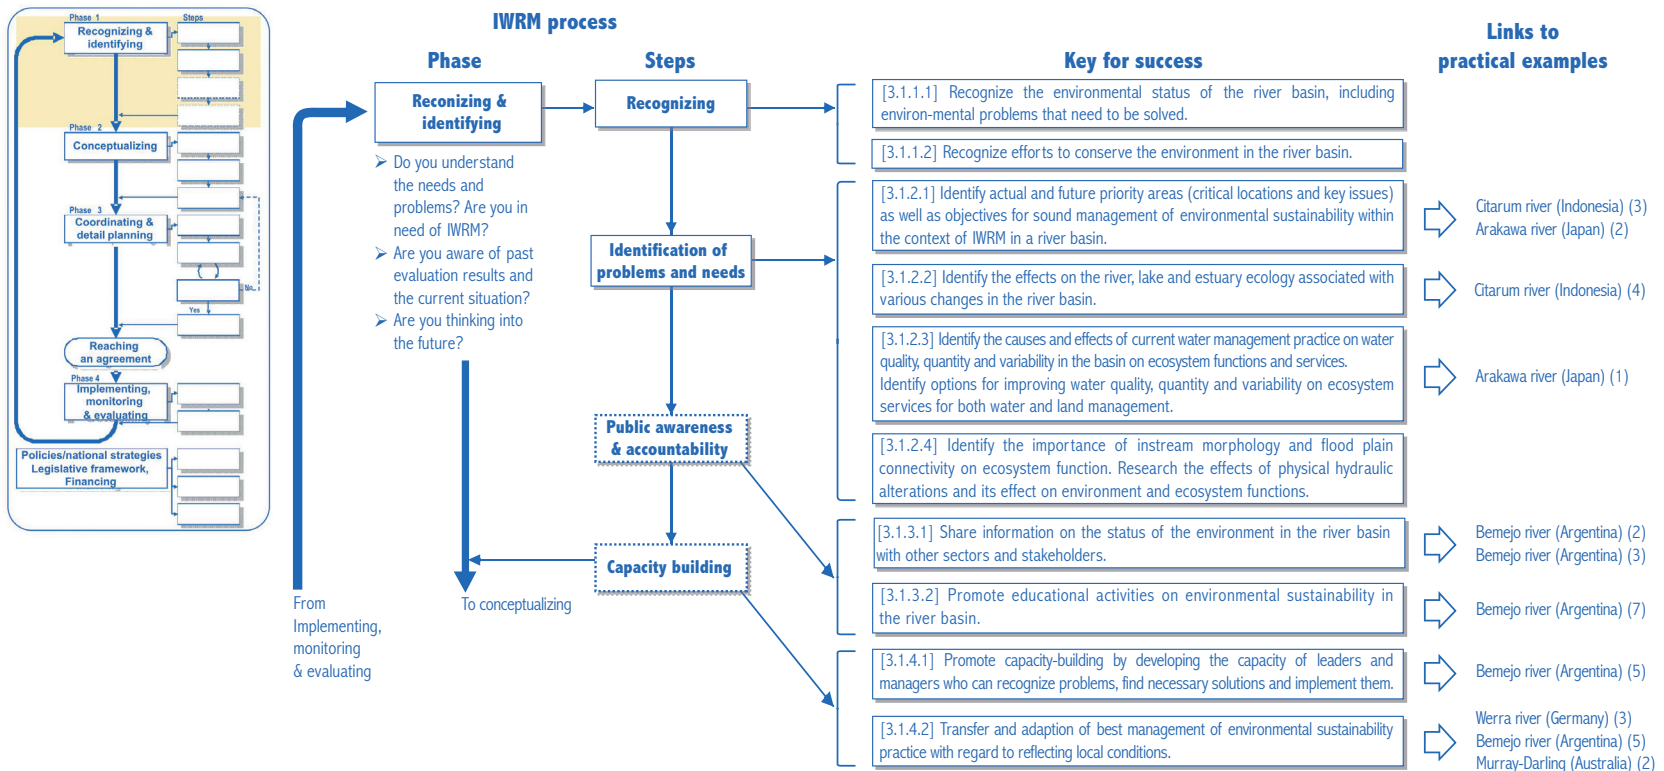 Phase 1
Steps
Recognizing &
identifying
Phase 2
Conceptualizing
Phase 3
Coordinating &
detail planning
No
Yes
Reaching
an agreement
Phase 4
Implementing,
monitoring
& evaluating
Policies/national strategies
Legislative framework,
Financing
IWRM process
Phase
Steps
Key for success
Links to
practical examples
Reconizing &
identifying
➢ Do you understand
the needs and
problems? Are you in
need of IWRM?
➢ Are you aware of past
evaluation results and
the current situation?
➢ Are you thinking into
the future?
From
Implementing,
monitoring
& evaluating
To conceptualizing
Recognizing
Identification of
problems and needs
Public awareness
& accountability
Capacity building
[3.1.1.1] Recognize the environmental status of the river basin, including
environ-mental problems that need to be solved.
[3.1.1.2] Recognize efforts to conserve the environment in the river basin.
[3.1.2.1] Identify actual and future priority areas (critical locations and key issues)
as well as objectives for sound management of environmental sustainability within
the context of IWRM in a river basin.
Citarum river (Indonesia) (3)
Arakawa river (Japan) (2)
[3.1.2.2] Identify the effects on the river, lake and estuary ecology associated with
various changes in the river basin.
Citarum river (Indonesia) (4)
[3.1.2.3] Identify the causes and effects of current water management practice on water
quality, quantity and variability in the basin on ecosystem functions and services.
Identify options for improving water quality, quantity and variability on ecosystem
services for both water and land management.
Arakawa river (Japan) (1)
[3.1.2.4] Identify the importance of instream morphology and flood plain
connectivity on ecosystem function. Research the effects of physical hydraulic
alterations and its effect on environment and ecosystem functions.
[3.1.3.1] Share information on the status of the environment in the river basin
with other sectors and stakeholders.
Bemejo river (Argentina) (2)
Bemejo river (Argentina) (3)
[3.1.3.2] Promote educational activities on environmental sustainability in
the river basin.
Bemejo river (Argentina) (7)
[3.1.4.1] Promote capacity-building by developing the capacity of leaders and
managers who can recognize problems, find necessary solutions and implement them.
Bemejo river (Argentina) (5)
[3.1.4.2] Transfer and adaption of best management of environmental sustainability
practice with regard to reflecting local conditions.
Werra river (Germany) (3)
Bemejo river (Argentina) (5)
Murray-Darling (Australia) (2)